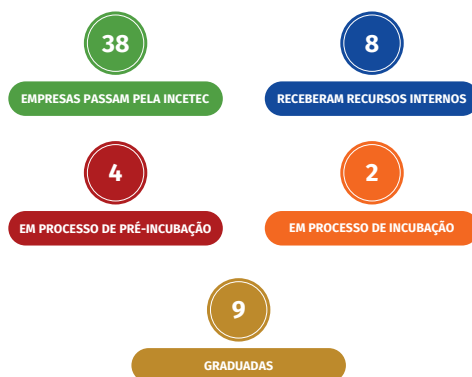 38
EMPRESAS PASSAM PELA INCETEC
8
RECEBERAM RECURSOS INTERNOS
4
EM PROCESSO DE PRÉ-INCUBAÇÃO
2
EM PROCESSO DE INCUBAÇÃO
9
GRADUADAS